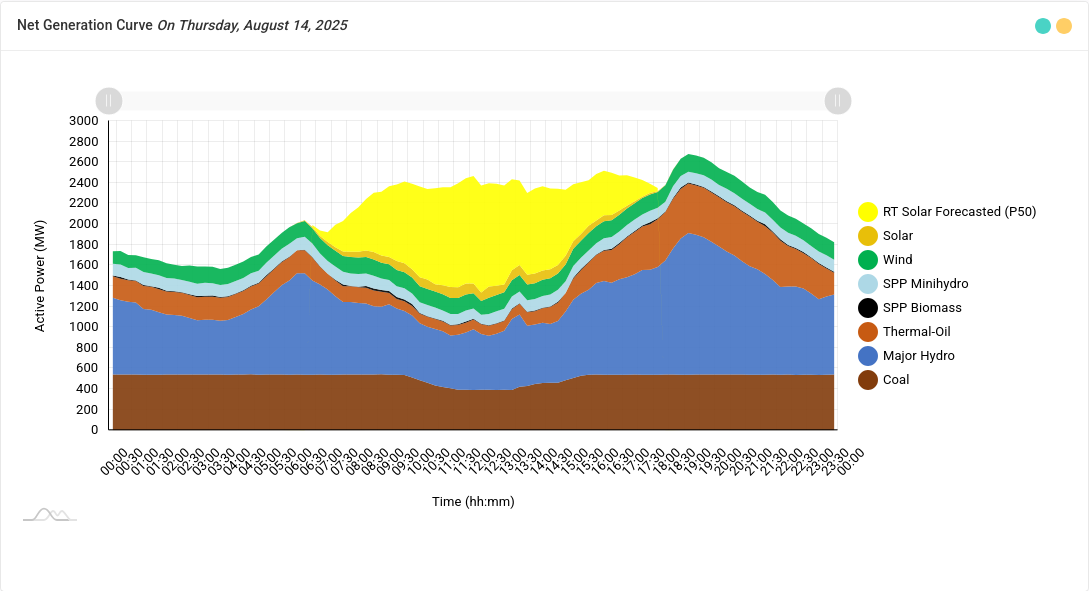 Net Generation Curve On Thursday, August 14, 2025
3000
2800
2600
2400
2200
2000
1800
1600
1400
1200
1000
800
600
400
200
0
Active Power (MW)
00:00 00:30 01:00 01:30 02:00 02:30 03:00 03:30 04:00 04:30 05:00 05:30 06:00 06:30 07:00 07:30 08:00 08:30 09:00 09:30 10:00 10:30 11:00 11:30 12:00 12:30 13:00 13:30 14:00 14:30 15:00 15:30 16:00 16:30 17:00 17:30 18:00 18:30 19:00 19:30 20:00 20:30 21:00 21:30 22:00 22:30 23:00 23:30 00:00
Time (hh:mm)
RT Solar Forecasted (P50)
Solar
Wind
SPP Minihydro
SPP Biomass
Thermal-Oil
Major Hydro
Coal